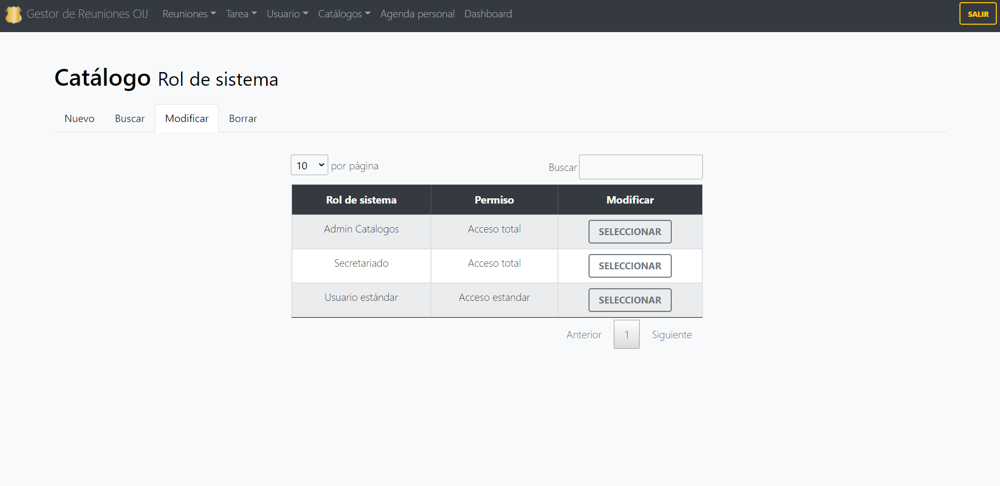 Gestor de Reuniones OIJ Reuniones Tarea Usuario Catálogos Agenda personal Dashboard SALIR
Catálogo Rol de sistema
Nuevo Buscar Modificar Borrar
10 por página Buscar
Rol de sistema Permiso Modificar
Admin Catalogos Acceso total SELECCIONAR
Secretariado Acceso total SELECCIONAR
Usuario estándar Acceso estandar SELECCIONAR
Anterior 1 Siguiente